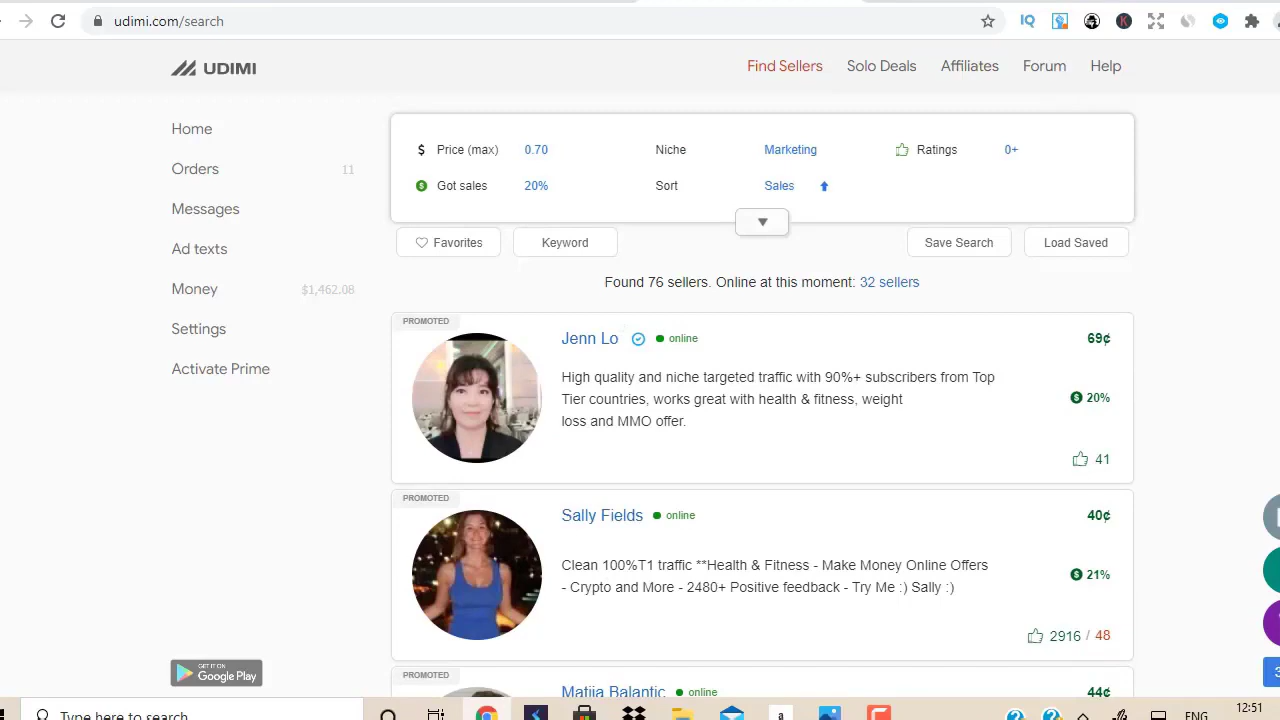 udimi.com/search
IQ
K
UDIMI
Find Sellers
Solo Deals
Affiliates
Forum
Help
Home
Orders 11
Messages
Ad texts
Money $1,462.08
Settings
Activate Prime
$ Price (max) 0.70 Niche Marketing Ratings 0+
$ Got sales 20% Sort Sales
Favorites Keyword Save Search Load Saved
Found 76 sellers. Online at this moment: 32 sellers
PROMOTED
Jenn Lo online 69¢
High quality and niche targeted traffic with 90%+ subscribers from Top
Tier countries, works great with health & fitness, weight
loss and MMO offer.
$ 20%
41
PROMOTED
Sally Fields online 40¢
Clean 100%T1 traffic **Health & Fitness - Make Money Online Offers
- Crypto and More - 2480+ Positive feedback - Try Me :) Sally :)
$ 21%
2916 / 48
PROMOTED
Matija Balantic online 44¢
GET IT ON
Google Play
Type here to search
a
ENG
12:51